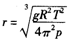 r = ∛(gR²T² / 4π²p)